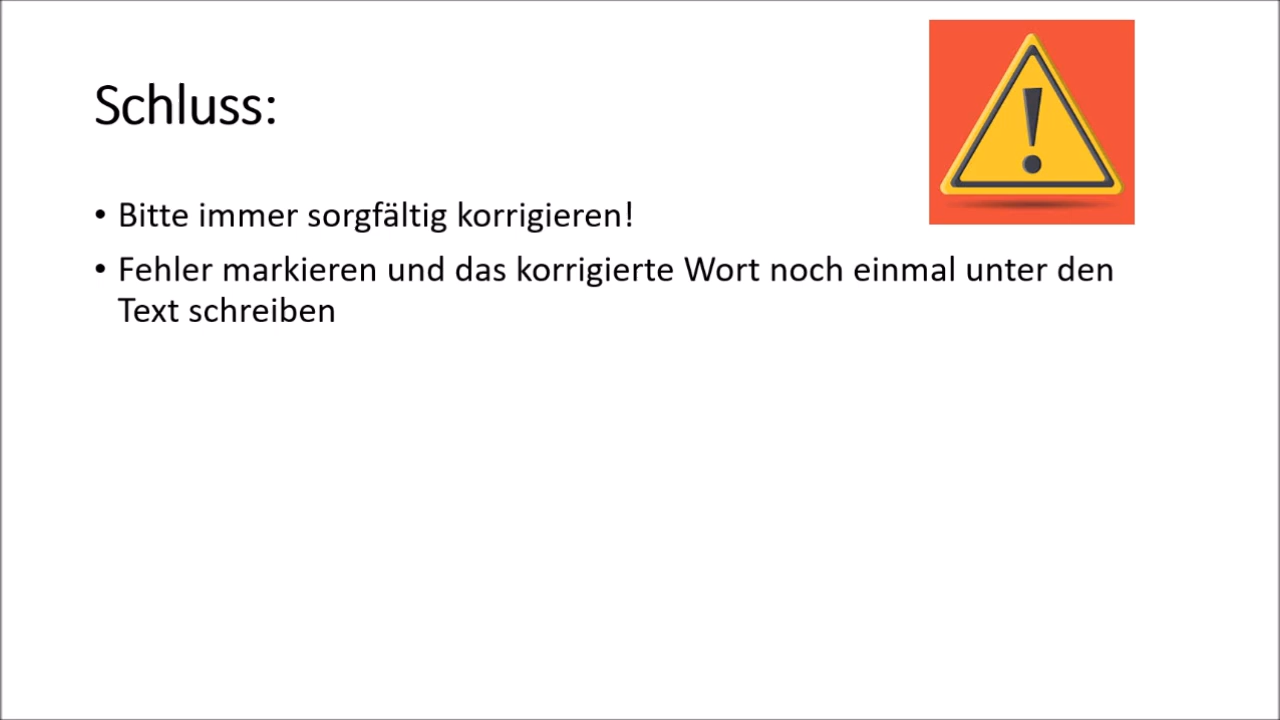 Schluss:
• Bitte immer sorgfältig korrigieren!
• Fehler markieren und das korrigierte Wort noch einmal unter den
Text schreiben